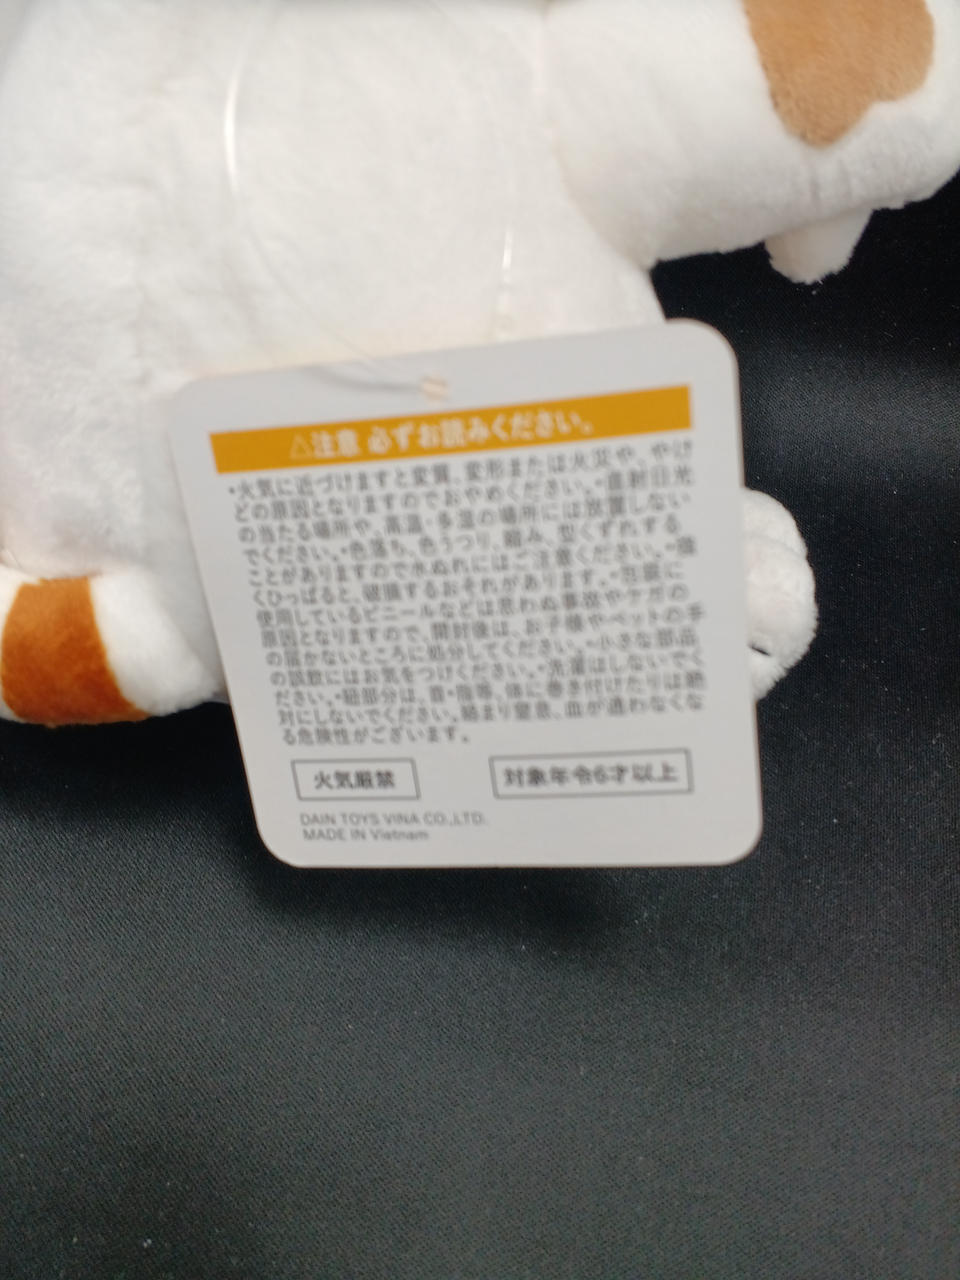 ⚠注意 必ずお読みください。
・火気に近づけますと変質、変形または火災や、やけ
どの原因となりますのでおやめください。・直射日光
の当たる場所や、高温・多湿の場所には放置しない
でください。・色落ち、色うつり、縮み、型くずれする
ことがありますので水ぬれにはご注意ください。・強
くひっぱると、破損するおそれがあります。・包装に
使用しているビニールなどは思わぬ事故やケガの
原因となりますので、開封後は、お子様やペットの手
の届かないところに処分してください。・小さな部品
の誤飲にはお気をつけください。・洗濯はしないでく
ださい。・紐部分は、首・指等、体に巻き付けたりは絶
対にしないでください。絡まり窒息、血が通わなくな
る危険性がございます。
火気厳禁
対象年令6才以上
DAIN TOYS VINA CO.,LTD.
MADE IN Vietnam